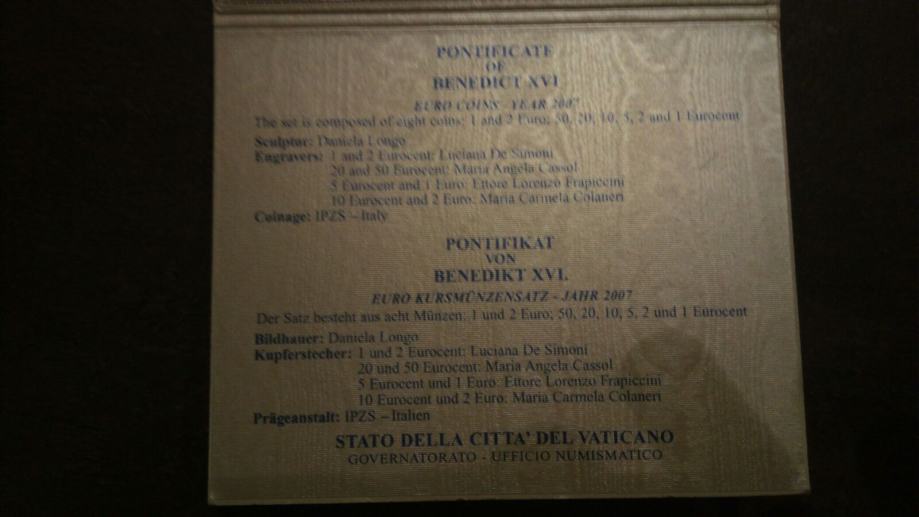 PONTIFICATE
OF
BENEDICT XVI
EURO COINS - YEAR 2007
The set is composed of eight coins: 1 and 2 Euro; 50, 20, 10, 5, 2 and 1 Eurocent
Sculptor: Daniela Longo
Engravers: 1 and 2 Eurocent: Luciana De Simoni
20 and 50 Eurocent: Maria Angela Cassol
5 Eurocent and 1 Euro: Ettore Lorenzo Frapiccini
10 Eurocent and 2 Euro: Maria Carmela Colaneri
Coinage: IPZS – Italy
PONTIFIKAT
VON
BENEDIKT XVI.
EURO KURSMÜNZENSATZ - JAHR 2007
Der Satz besteht aus acht Münzen: 1 und 2 Euro; 50, 20, 10, 5, 2 und 1 Eurocent
Bildhauer: Daniela Longo
Kupferstecher: 1 und 2 Eurocent: Luciana De Simoni
20 und 50 Eurocent: Maria Angela Cassol
5 Eurocent und 1 Euro: Ettore Lorenzo Frapiccini
10 Eurocent und 2 Euro: Maria Carmela Colaneri
Prägeanstalt: IPZS – Italien
STATO DELLA CITTA' DEL VATICANO
GOVERNATORATO - UFFICIO NUMISMATICO